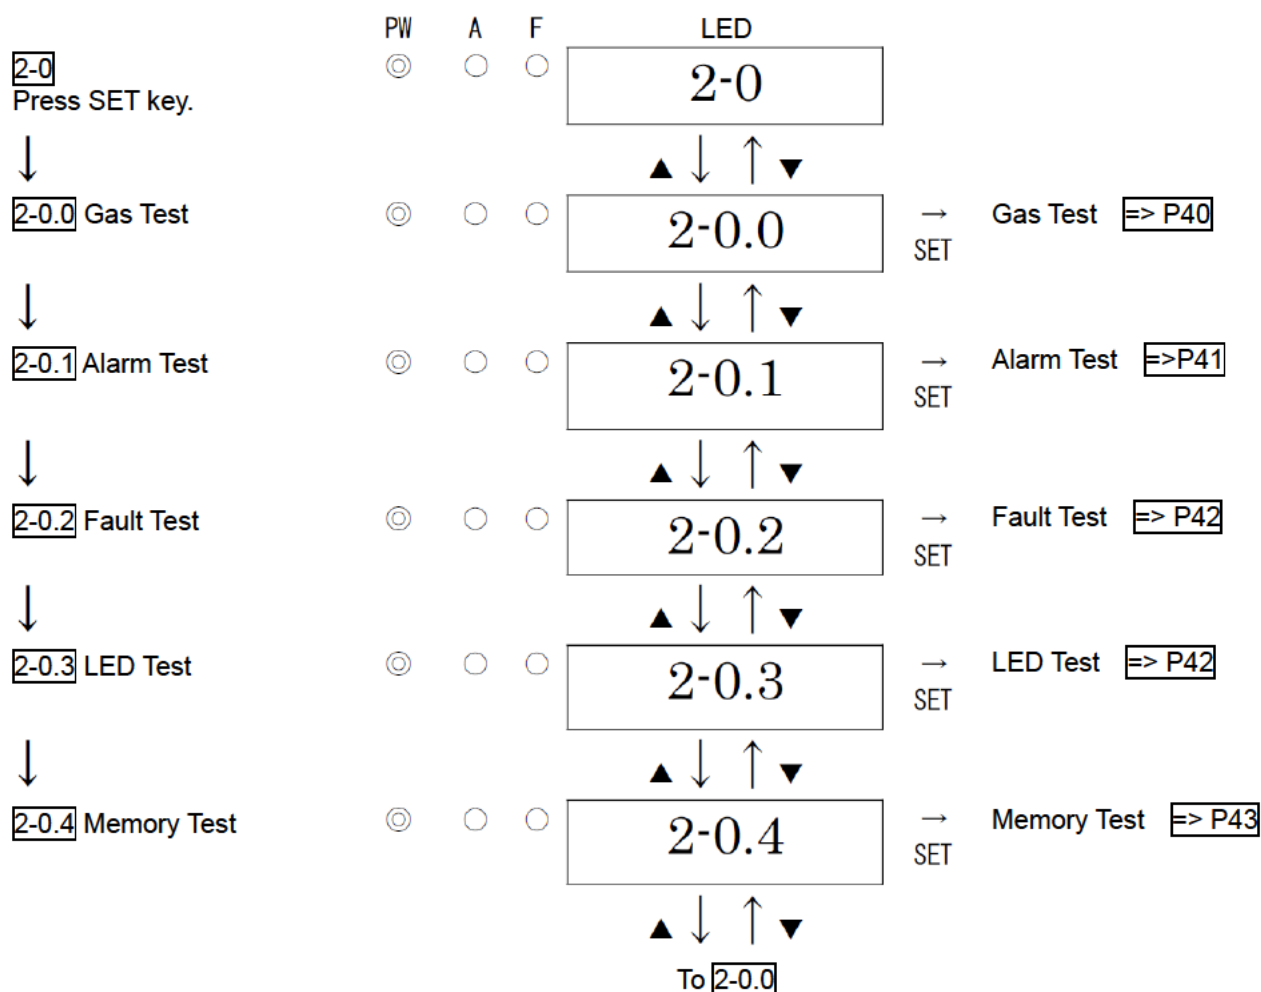 PW A F LED
2-0 ◎ ○ ○ 2-0
Press SET key.
↓ ▲ ↓ ↑ ▼
2-0.0 Gas Test ◎ ○ ○ 2-0.0 → Gas Test => P40
SET
↓ ▲ ↓ ↑ ▼
2-0.1 Alarm Test ◎ ○ ○ 2-0.1 → Alarm Test =>P41
SET
↓ ▲ ↓ ↑ ▼
2-0.2 Fault Test ◎ ○ ○ 2-0.2 → Fault Test => P42
SET
↓ ▲ ↓ ↑ ▼
2-0.3 LED Test ◎ ○ ○ 2-0.3 → LED Test => P42
SET
↓ ▲ ↓ ↑ ▼
2-0.4 Memory Test ◎ ○ ○ 2-0.4 → Memory Test => P43
SET
▲ ↓ ↑ ▼
To 2-0.0